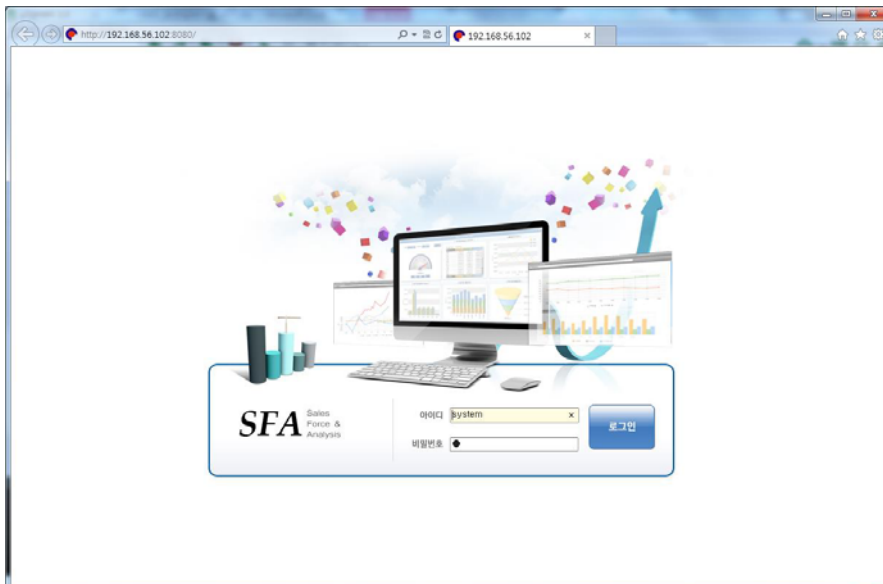 http://192.168.56.102:8080/
192.168.56.102
SFA
Sales
Force &
Analysis
아이디
system
비밀번호
로그인